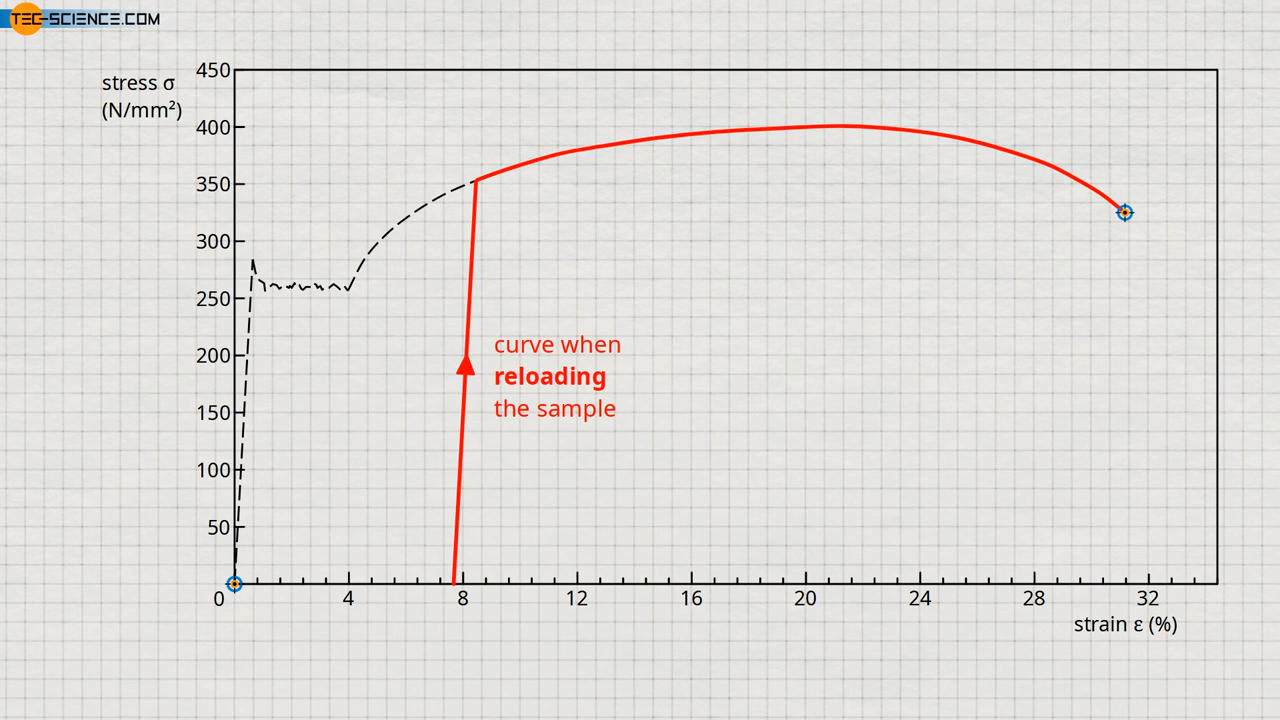 TEC-SCIENCE.COM
stress σ
(N/mm²)
450
400
350
300
250
200
150
100
50
curve when
reloading
the sample
0 4 8 12 16 20 24 28 32
strain ε (%)